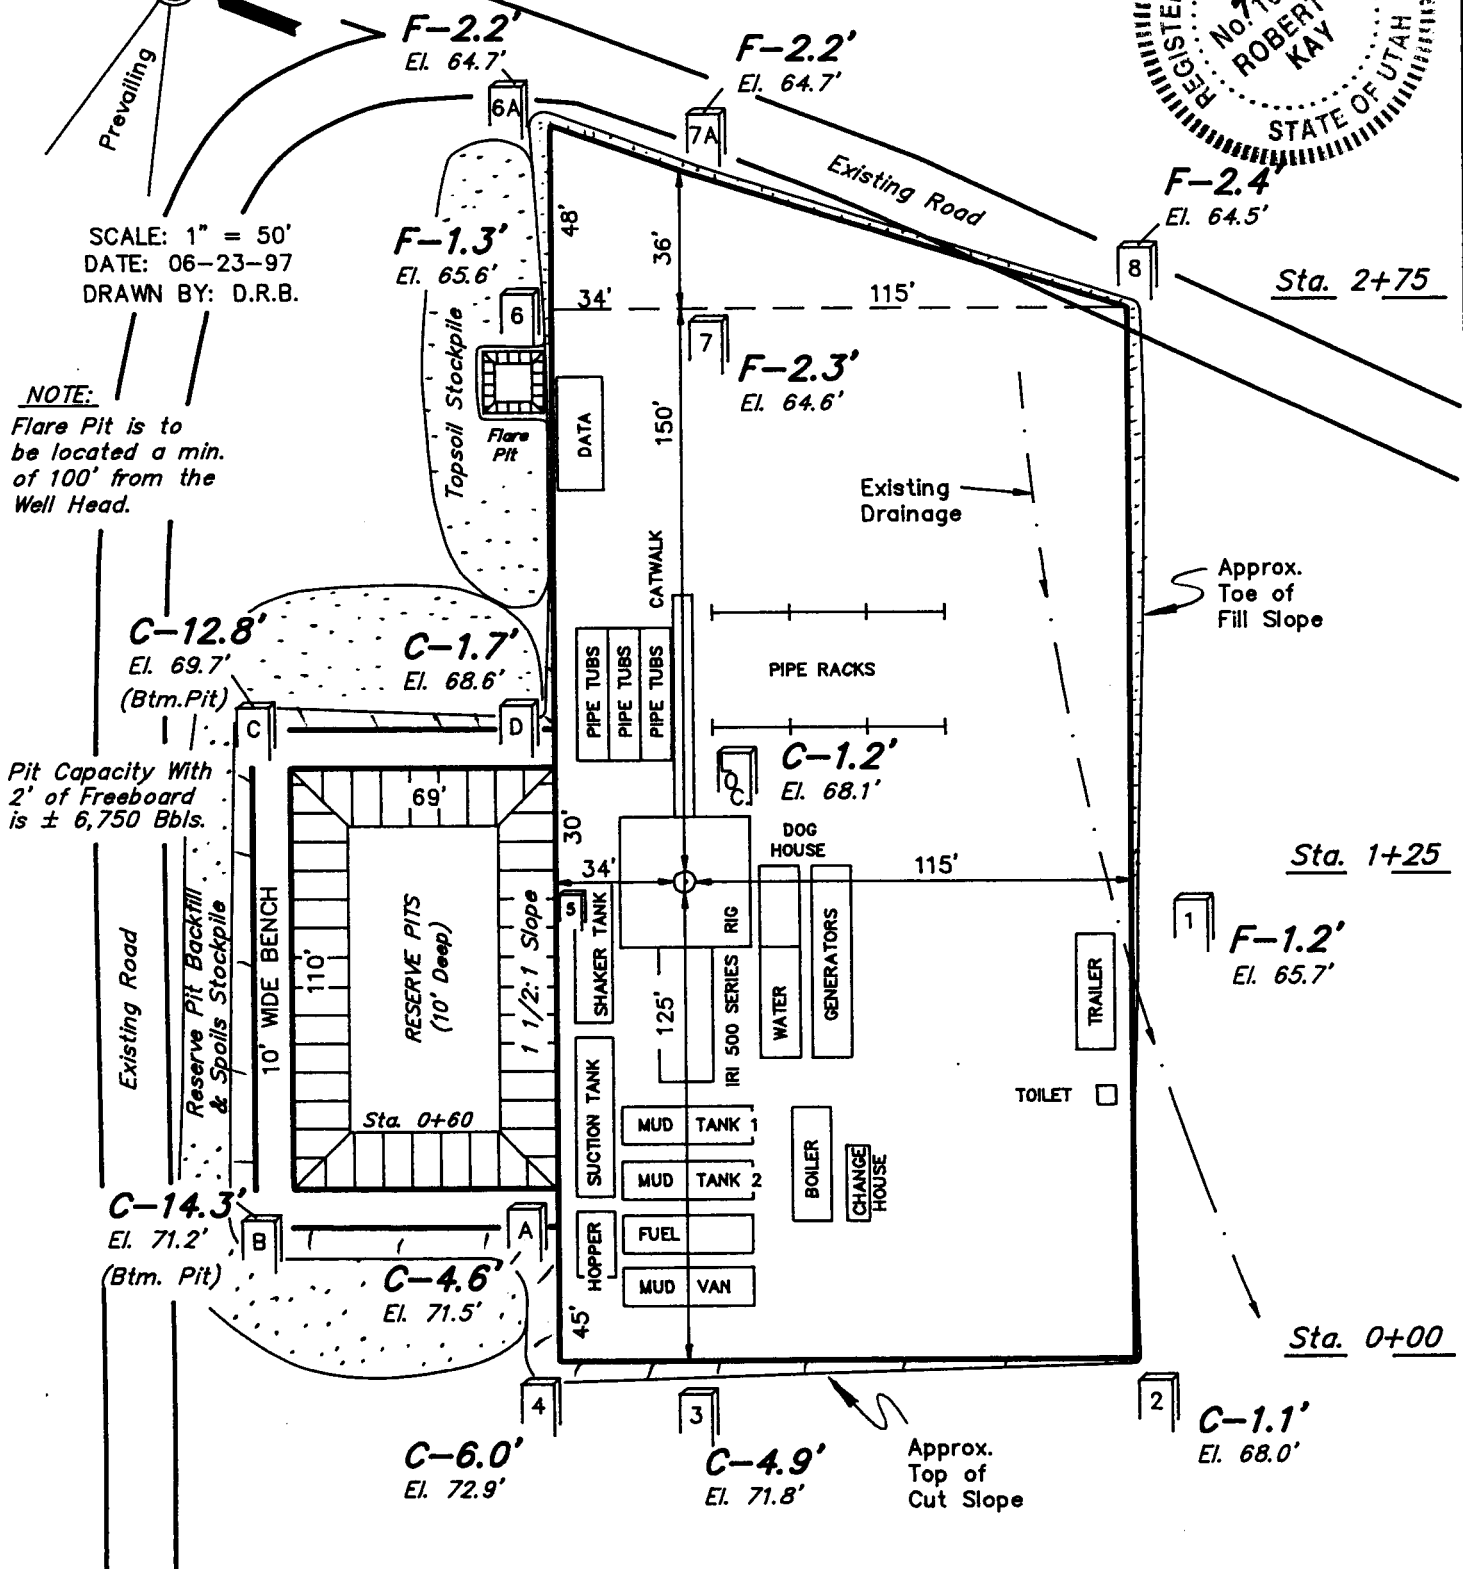 F-2.2'
El. 64.7'
F-2.2'
El. 64.7'
6A
7A
Prevailing
REGISTE
No.
ROBERT
KAY
STATE OF UTAH
Existing Road
F-2.4'
El. 64.5'
8
Sta. 2+75
SCALE: 1" = 50'
DATE: 06-23-97
DRAWN BY: D.R.B.
F-1.3'
El. 65.6'
48'
36'
34'
115'
6
7
F-2.3'
El. 64.6'
NOTE:
Flare Pit is to
be located a min.
of 100' from the
Well Head.
Topsoil Stockpile
Flare
Pit
DATA
150'
Existing
Drainage
CATWALK
Approx.
Toe of
Fill Slope
C-12.8'
El. 69.7'
(Btm.Pit)
C-1.7'
El. 68.6'
PIPE TUBS
PIPE TUBS
PIPE TUBS
PIPE RACKS
C
D
C-1.2'
El. 68.1'
Pit Capacity With
2' of Freeboard
is ± 6,750 Bbls.
69'
30'
DOG
HOUSE
34'
115'
Sta. 1+25
5
1
F-1.2'
El. 65.7'
Existing Road
Reserve Pit Backfill
& Spoils Stockpile
10' WIDE BENCH
110'
RESERVE PITS
(10' Deep)
1 1/2:1 Slope
SHAKER TANK
125'
RIG
IRI 500 SERIES
WATER
GENERATORS
TRAILER
TOILET
Sta. 0+60
SUCTION TANK
MUD TANK 1
MUD TANK 2
BOILER
CHANGE
HOUSE
C-14.3'
El. 71.2'
(Btm. Pit)
B
A
HOPPER
FUEL
MUD VAN
C-4.6'
El. 71.5'
45'
Sta. 0+00
4
3
2
C-6.0'
El. 72.9'
C-4.9'
El. 71.8'
Approx.
Top of
Cut Slope
C-1.1'
El. 68.0'